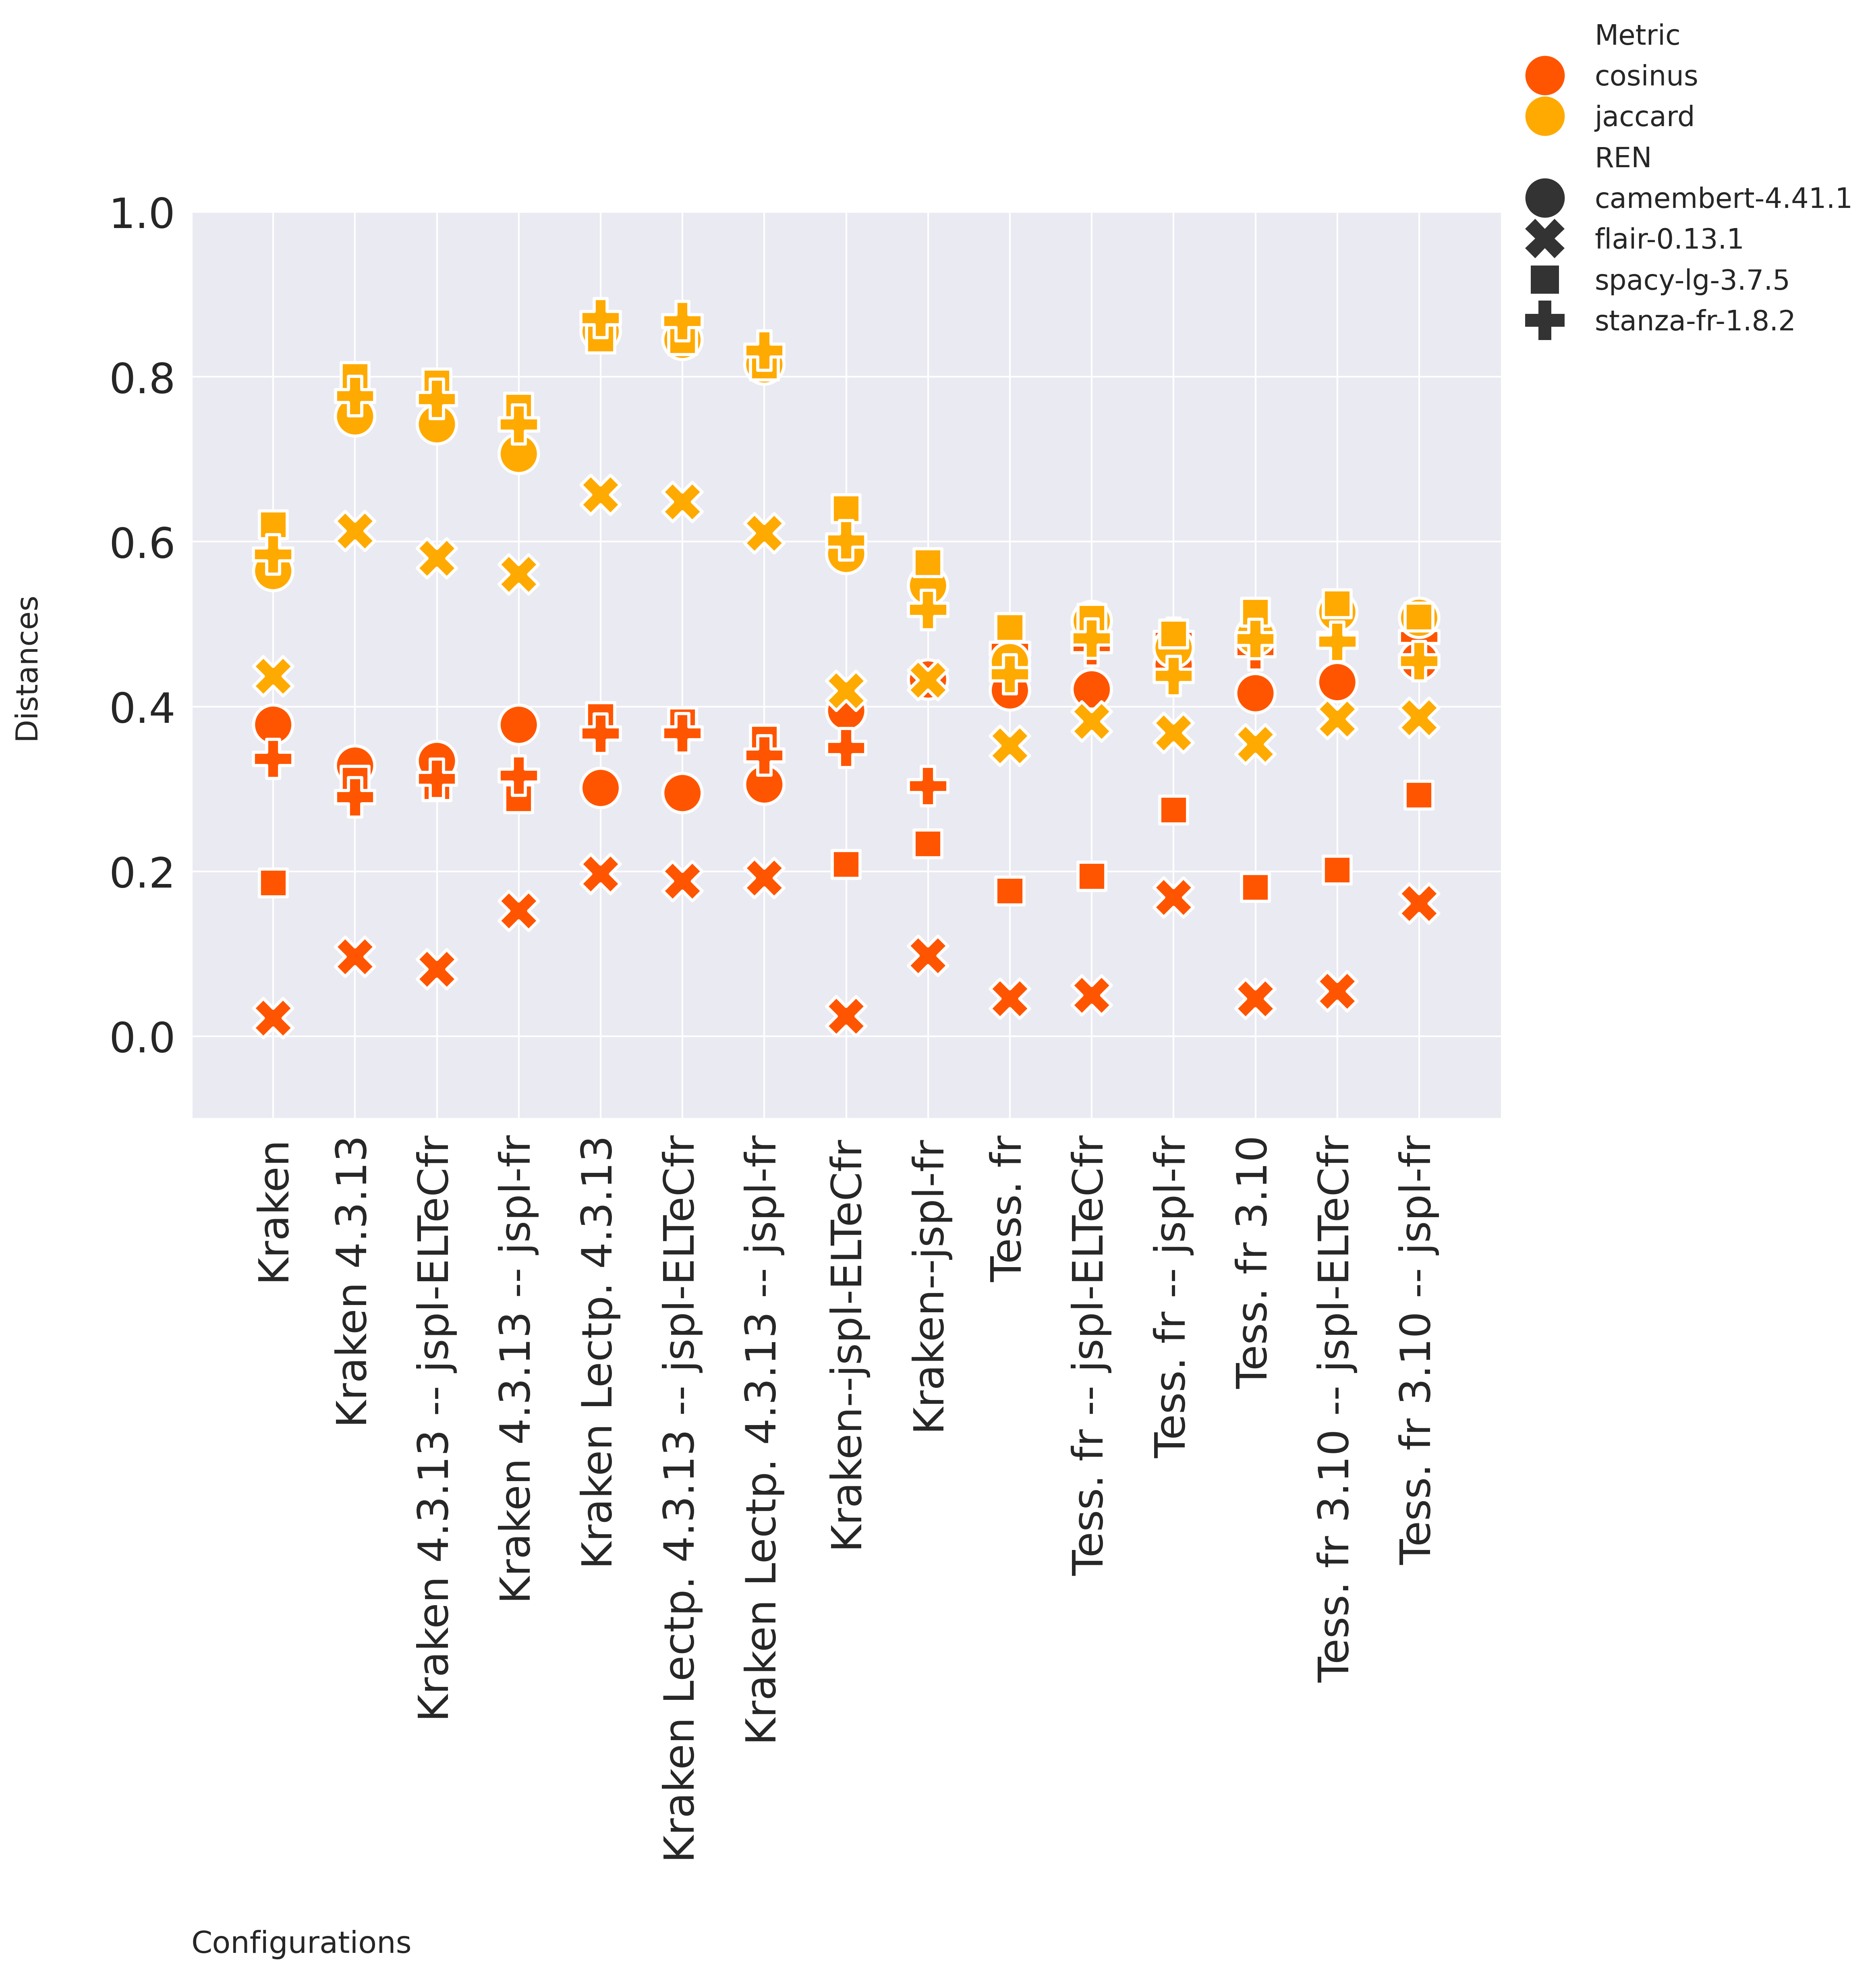 Metric
cosinus
jaccard
REN
camembert-4.41.1
flair-0.13.1
spacy-lg-3.7.5
stanza-fr-1.8.2
Distances
1.0
0.8
0.6
0.4
0.2
0.0
Kraken
Kraken 4.3.13
Kraken 4.3.13 -- jspl-ELTeCfr
Kraken 4.3.13 -- jspl-fr
Kraken Lectp. 4.3.13
Kraken Lectp. 4.3.13 -- jspl-ELTeCfr
Kraken Lectp. 4.3.13 -- jspl-fr
Kraken--jspl-ELTeCfr
Kraken--jspl-fr
Tess. fr
Tess. fr -- jspl-ELTeCfr
Tess. fr -- jspl-fr
Tess. fr 3.10
Tess. fr 3.10 -- jspl-ELTeCfr
Tess. fr 3.10 -- jspl-fr
Configurations